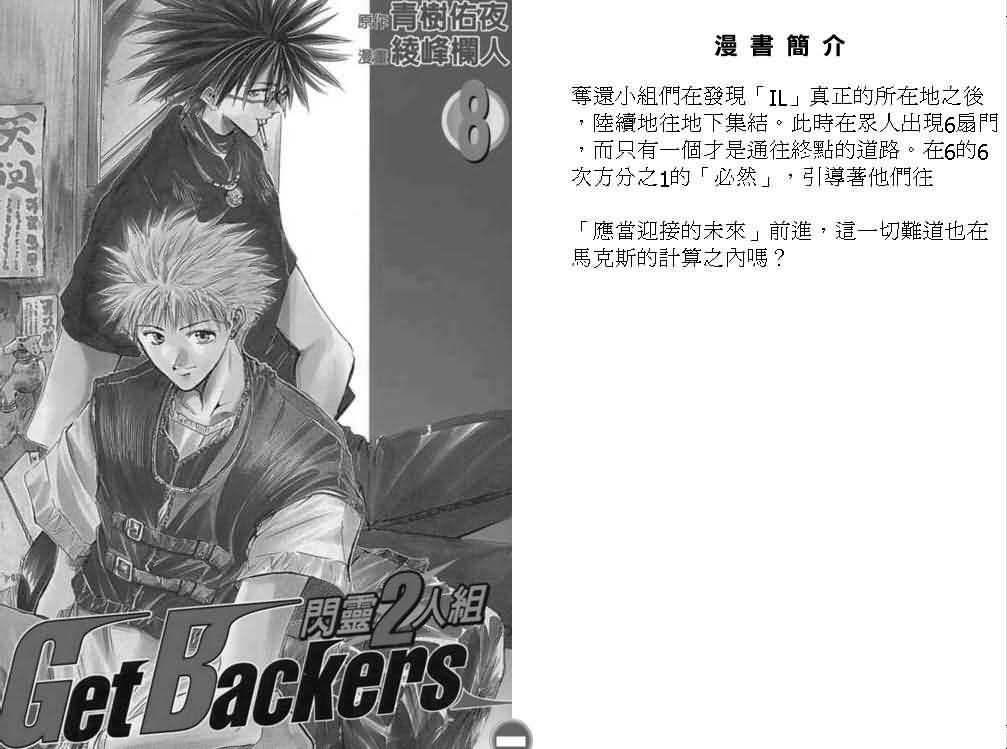 原作 青樹佑夜
漫畫 綾峰欄人
8
天
閃靈2人組
Get Backers
漫書簡介
奪還小組們在發現「IL」真正的所在地之後
，陸續地往地下集結。此時在眾人出現6扇門
，而只有一個才是通往終點的道路。在6的6
次方分之1的「必然」，引導著他們往
「應當迎接的未來」前進，這一切難道也在
馬克斯的計算之內嗎？